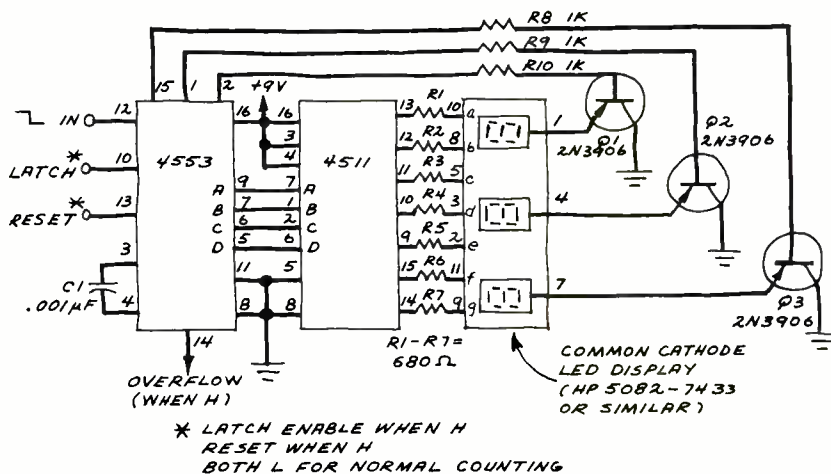 R8 1K
R9 1K
R10 1K
15 1 2 +9V
12 IN
10 LATCH*
13 RESET*
3
C1
.001µF
4
4553
16
A 9
B 7
C 6
D 5
11
8
14
OVERFLOW
(WHEN H)
16
3
4
4511
7 A
1 B
2 C
6 D
5
8
13 R1 10 a
12 R2 8 b
11 R3 5 c
10 R4 3 d
9 R5 2 e
15 R6 11 f
14 R7 9 g
R1-R7=
680Ω
1
4
7
Q1
2N3906
Q2
2N3906
Q3
2N3906
COMMON CATHODE
LED DISPLAY
(HP 5082-7433
OR SIMILAR)
* LATCH ENABLE WHEN H
RESET WHEN H
BOTH L FOR NORMAL COUNTING